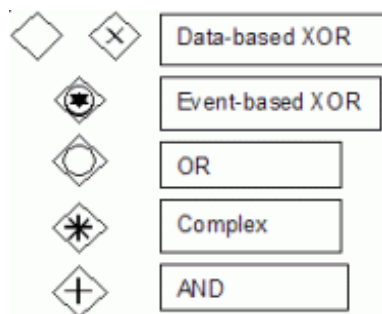 Data-based XOR
Event-based XOR
OR
Complex
AND